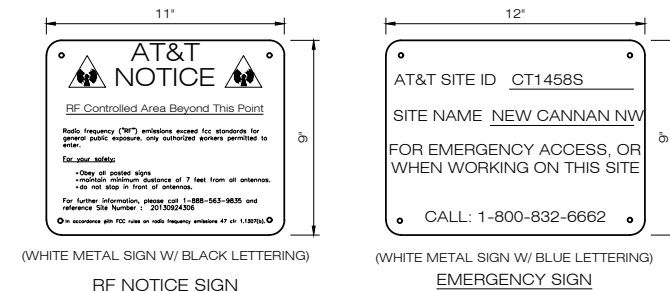 11"
AT&T
NOTICE
RF Controlled Area Beyond This Point
Radio frequency ("RF") emissions exceed fcc standards for
general public exposure, only authorized workers permitted to
enter.
For your safety:
•Obey all posted signs
•maintain minimum dustance of 7 feet from all antennas.
•do not stop in front of antennas.
For further information, please call 1-888-563-9835 and
reference Site Number : 20130924306
In accordance with FCC rules on radio frequency emissions 47 cfr 1.1307(b).
9"
(WHITE METAL SIGN W/ BLACK LETTERING)
RF NOTICE SIGN
12"
AT&T SITE ID CT1458S
SITE NAME NEW CANNAN NW
FOR EMERGENCY ACCESS, OR
WHEN WORKING ON THIS SITE
CALL: 1-800-832-6662
9"
(WHITE METAL SIGN W/ BLUE LETTERING)
EMERGENCY SIGN